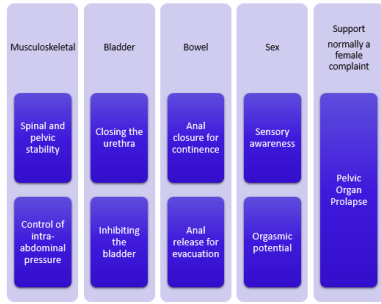 Musculoskeletal
Spinal and
pelvic
stability
Control of
intra-
abdominal
pressure
Bladder
Closing the
urethra
Inhibiting
the
bladder
Bowel
Anal
closure for
continence
Anal
release for
evacuation
Sex
Sensory
awareness
Orgasmic
potential
Support
normally a
female
complaint
Pelvic
Organ
Prolapse